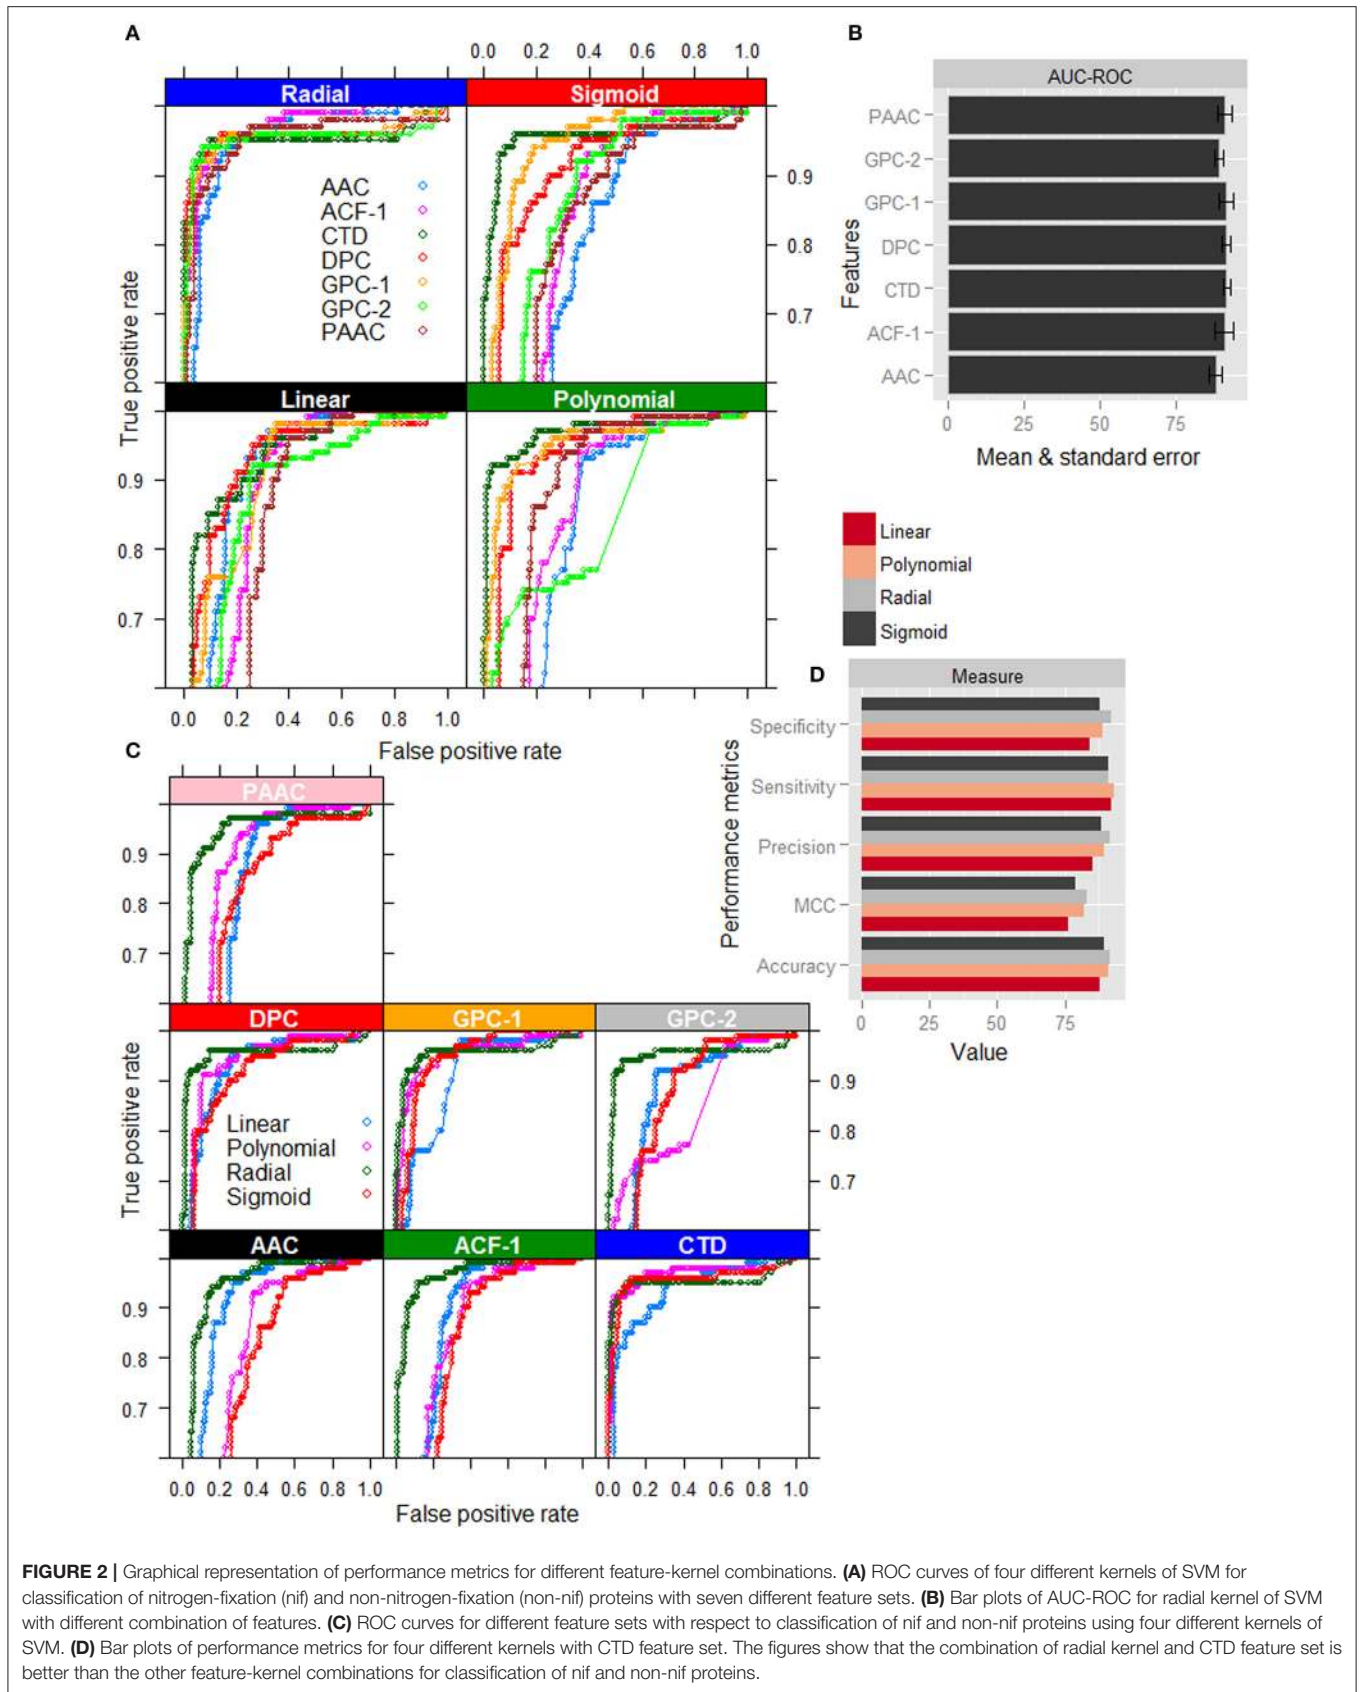 A
0.0 0.2 0.4 0.6 0.8 1.0
Radial
Sigmoid
AAC
ACF-1
CTD
DPC
GPC-1
GPC-2
PAAC
0.9
0.8
0.7
True positive rate
Linear
Polynomial
0.9
0.8
0.7
0.0 0.2 0.4 0.6 0.8 1.0
False positive rate
B
AUC-ROC
PAAC
GPC-2
GPC-1
DPC
CTD
ACF-1
AAC
Features
0 25 50 75
Mean & standard error
Linear
Polynomial
Radial
Sigmoid
D
Measure
Specificity
Sensitivity
Precision
MCC
Accuracy
Performance metrics
0 25 50 75
Value
C
PAAC
0.9
0.8
0.7
DPC
GPC-1
GPC-2
Linear
Polynomial
Radial
Sigmoid
True positive rate
0.9
0.8
0.7
AAC
ACF-1
CTD
0.9
0.8
0.7
0.0 0.2 0.4 0.6 0.8 1.0
0.0 0.2 0.4 0.6 0.8 1.0
False positive rate
FIGURE 2 | Graphical representation of performance metrics for different feature-kernel combinations. (A) ROC curves of four different kernels of SVM for
classification of nitrogen-fixation (nif) and non-nitrogen-fixation (non-nif) proteins with seven different feature sets. (B) Bar plots of AUC-ROC for radial kernel of SVM
with different combination of features. (C) ROC curves for different feature sets with respect to classification of nif and non-nif proteins using four different kernels of
SVM. (D) Bar plots of performance metrics for four different kernels with CTD feature set. The figures show that the combination of radial kernel and CTD feature set is
better than the other feature-kernel combinations for classification of nif and non-nif proteins.